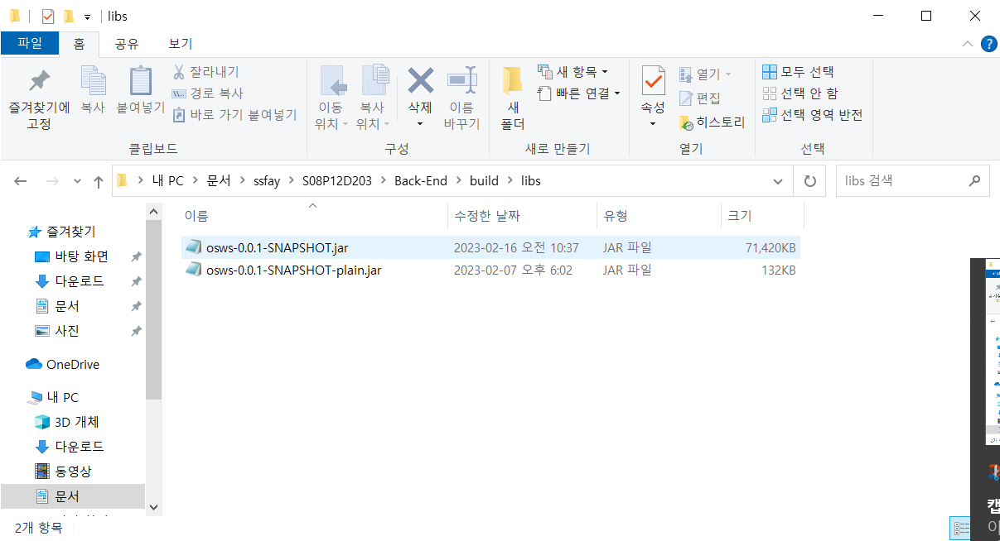 libs
파일 홈 공유 보기
즐겨찾기에 고정
복사
붙여넣기
잘라내기
경로 복사
바로 가기 붙여넣기
클립보드
이동 위치
복사 위치
삭제
이름 바꾸기
구성
새 폴더
새 항목
빠른 연결
새로 만들기
속성
열기
편집
히스토리
열기
모두 선택
선택 안 함
선택 영역 반전
선택
내 PC > 문서 > ssfay > S08P12D203 > Back-End > build > libs
libs 검색
즐겨찾기
바탕 화면
다운로드
문서
사진
OneDrive
내 PC
3D 개체
다운로드
동영상
문서
이름 수정한 날짜 유형 크기
osws-0.0.1-SNAPSHOT.jar 2023-02-16 오전 10:37 JAR 파일 71,420KB
osws-0.0.1-SNAPSHOT-plain.jar 2023-02-07 오후 6:02 JAR 파일 132KB
2개 항목
캡